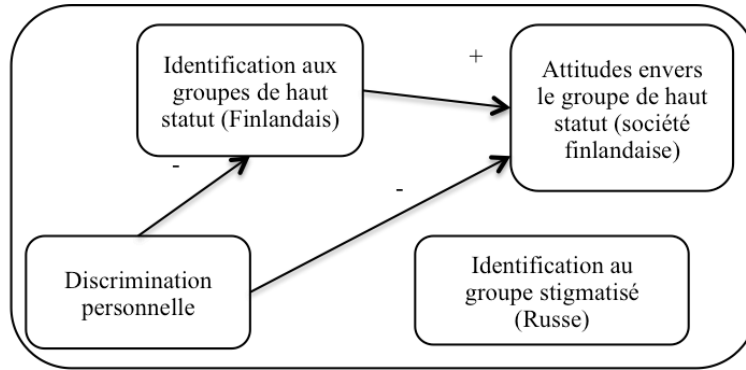 Identification aux
groupes de haut
statut (Finlandais)
+
Attitudes envers
le groupe de haut
statut (société
finlandaise)
-
-
Discrimination
personnelle
Identification au
groupe stigmatisé
(Russe)